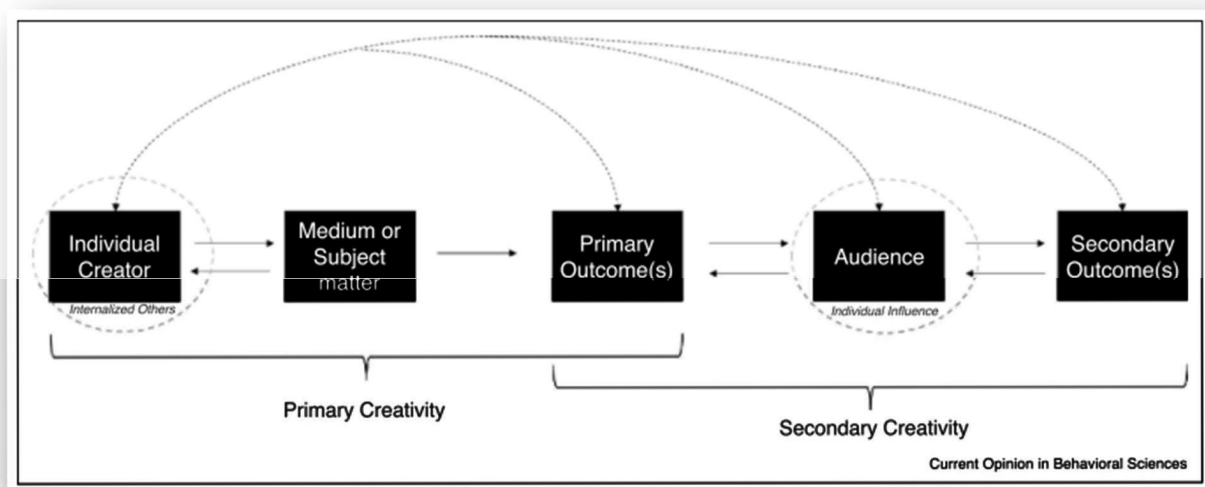 Individual
Creator
Internalized Others
Medium or
Subject
matter
Primary
Outcome(s)
Audience
Individual Influence
Secondary
Outcome(s)
Primary Creativity
Secondary Creativity
Current Opinion in Behavioral Sciences